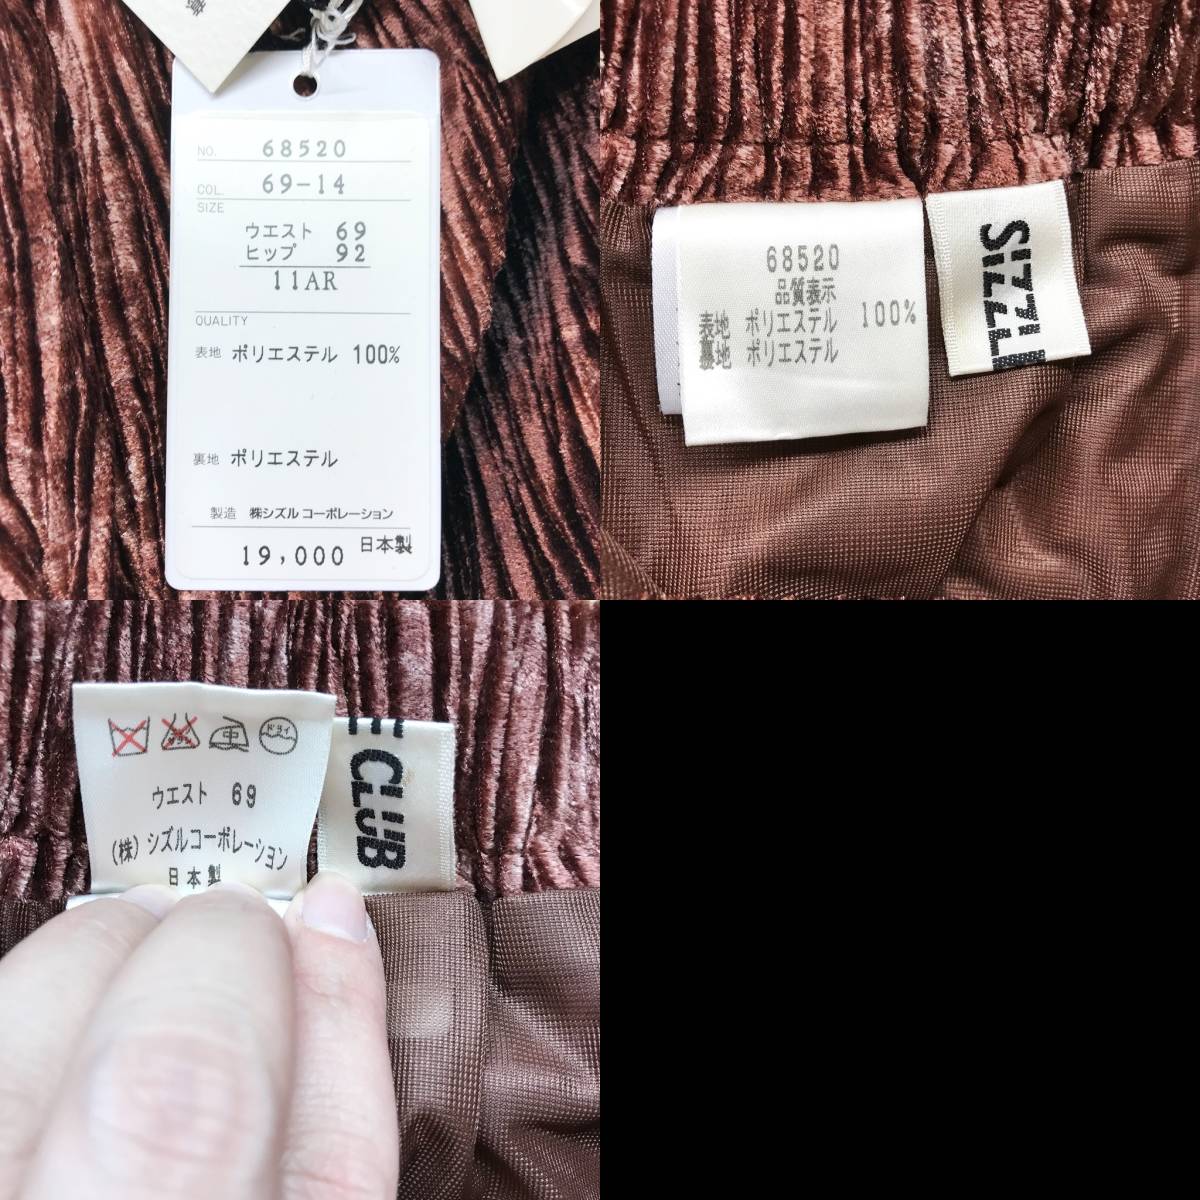 NO. 68520
COL. 69-14
SIZE
ウエスト 69
ヒップ 92
11AR
QUALITY
表地 ポリエステル 100%
裏地 ポリエステル
製造 ㈱シズル コーポレーション
19,000 日本製
68520
品質表示
表地 ポリエステル 100%
裏地 ポリエステル
SIZZL
ドライ
中
ウエスト 69
(株)シズルコーポレーション
日本製
E CLUB